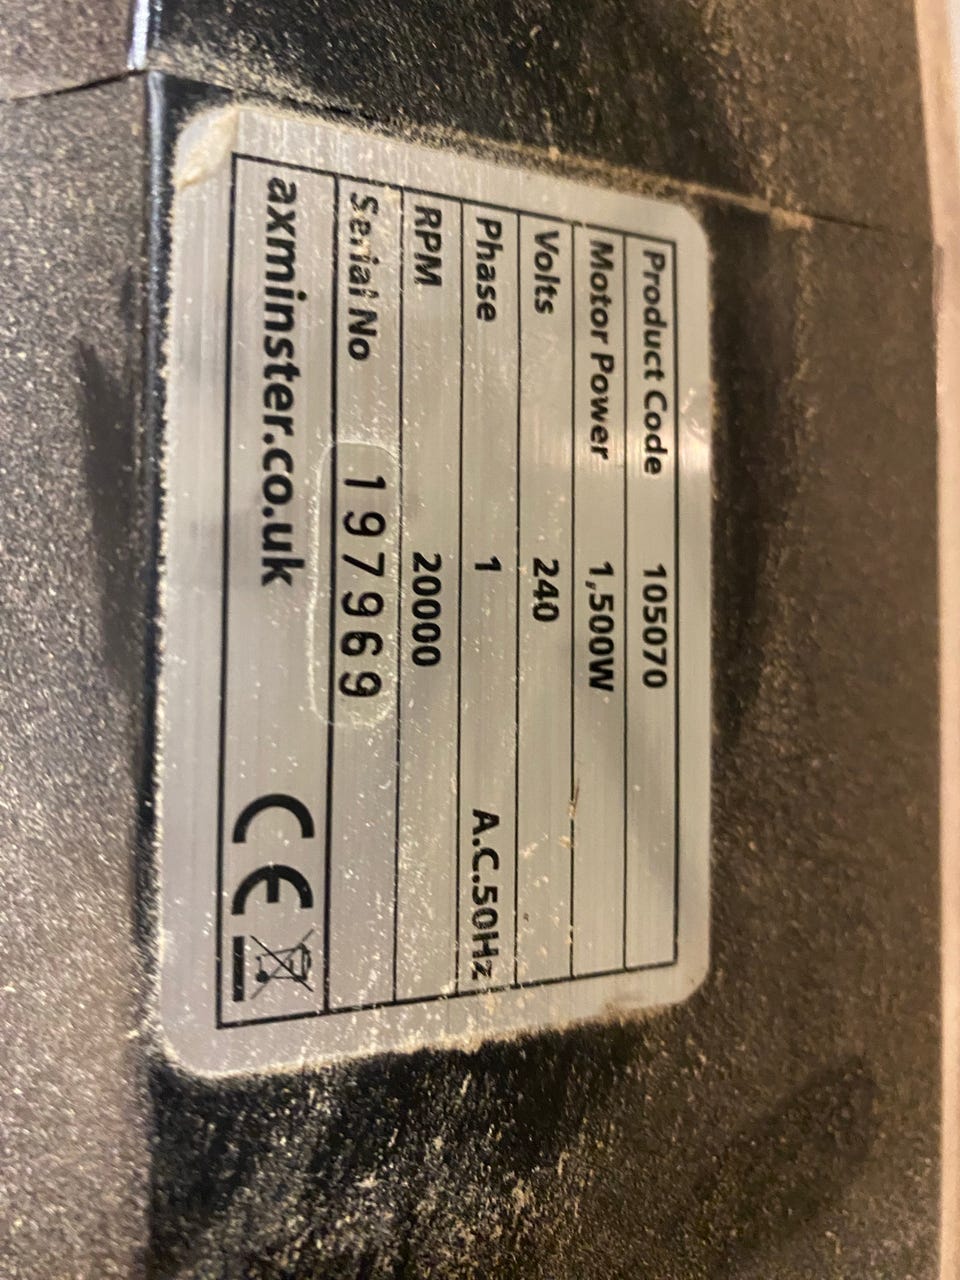 Product Code 105070
Motor Power 1,500W
Volts 240
Phase 1 A.C.50Hz
RPM 20000
Serial No 197969
axminster.co.uk CE